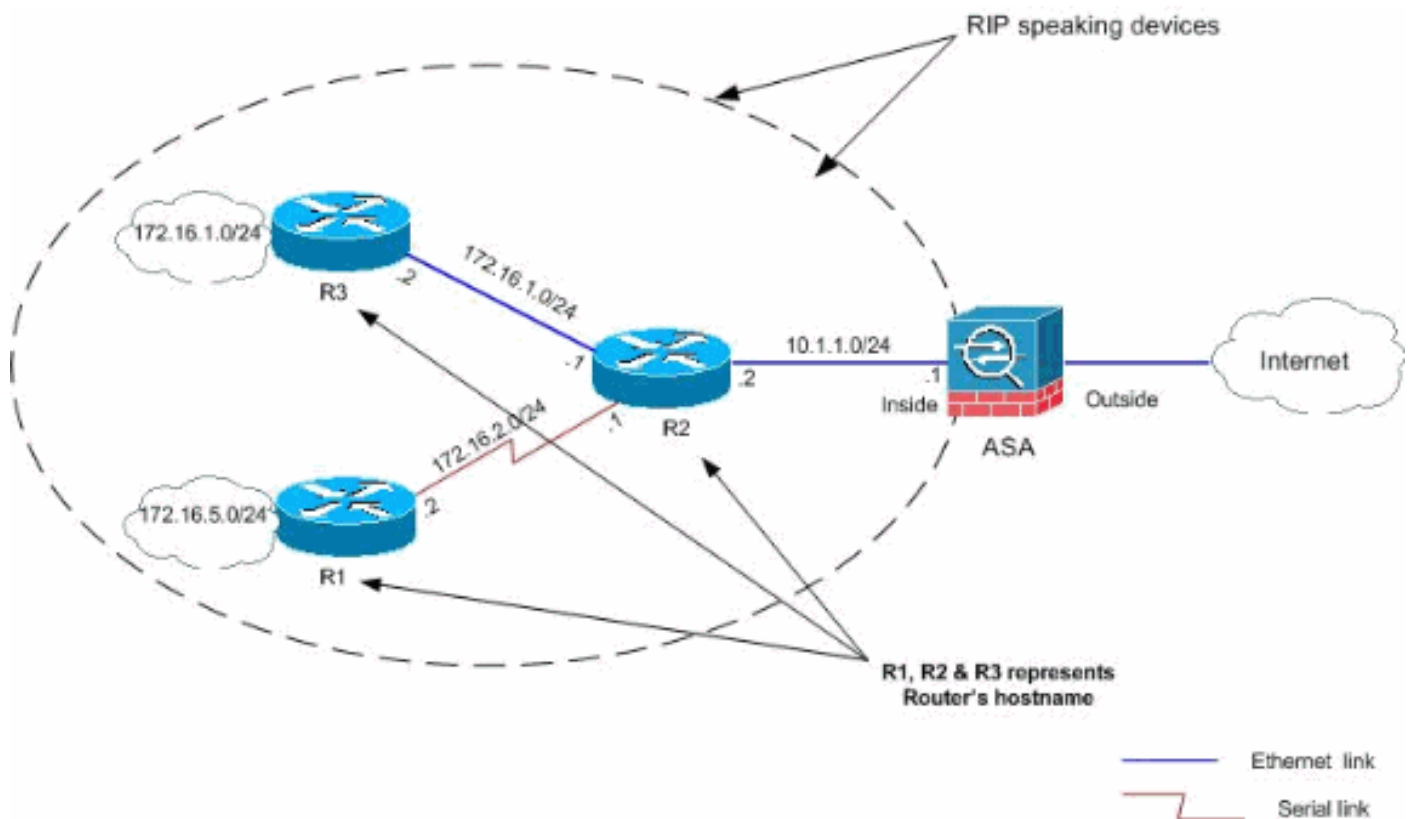 RIP speaking devices
172.16.1.0/24
R3
.2
172.16.1.0/24
.1
R2
.2
10.1.1.0/24
.1
Inside
Outside
ASA
Internet
172.16.2.0/24
.1
.2
172.16.5.0/24
R1
R1, R2 & R3 represents
Router's hostname
Ethernet link
Serial link